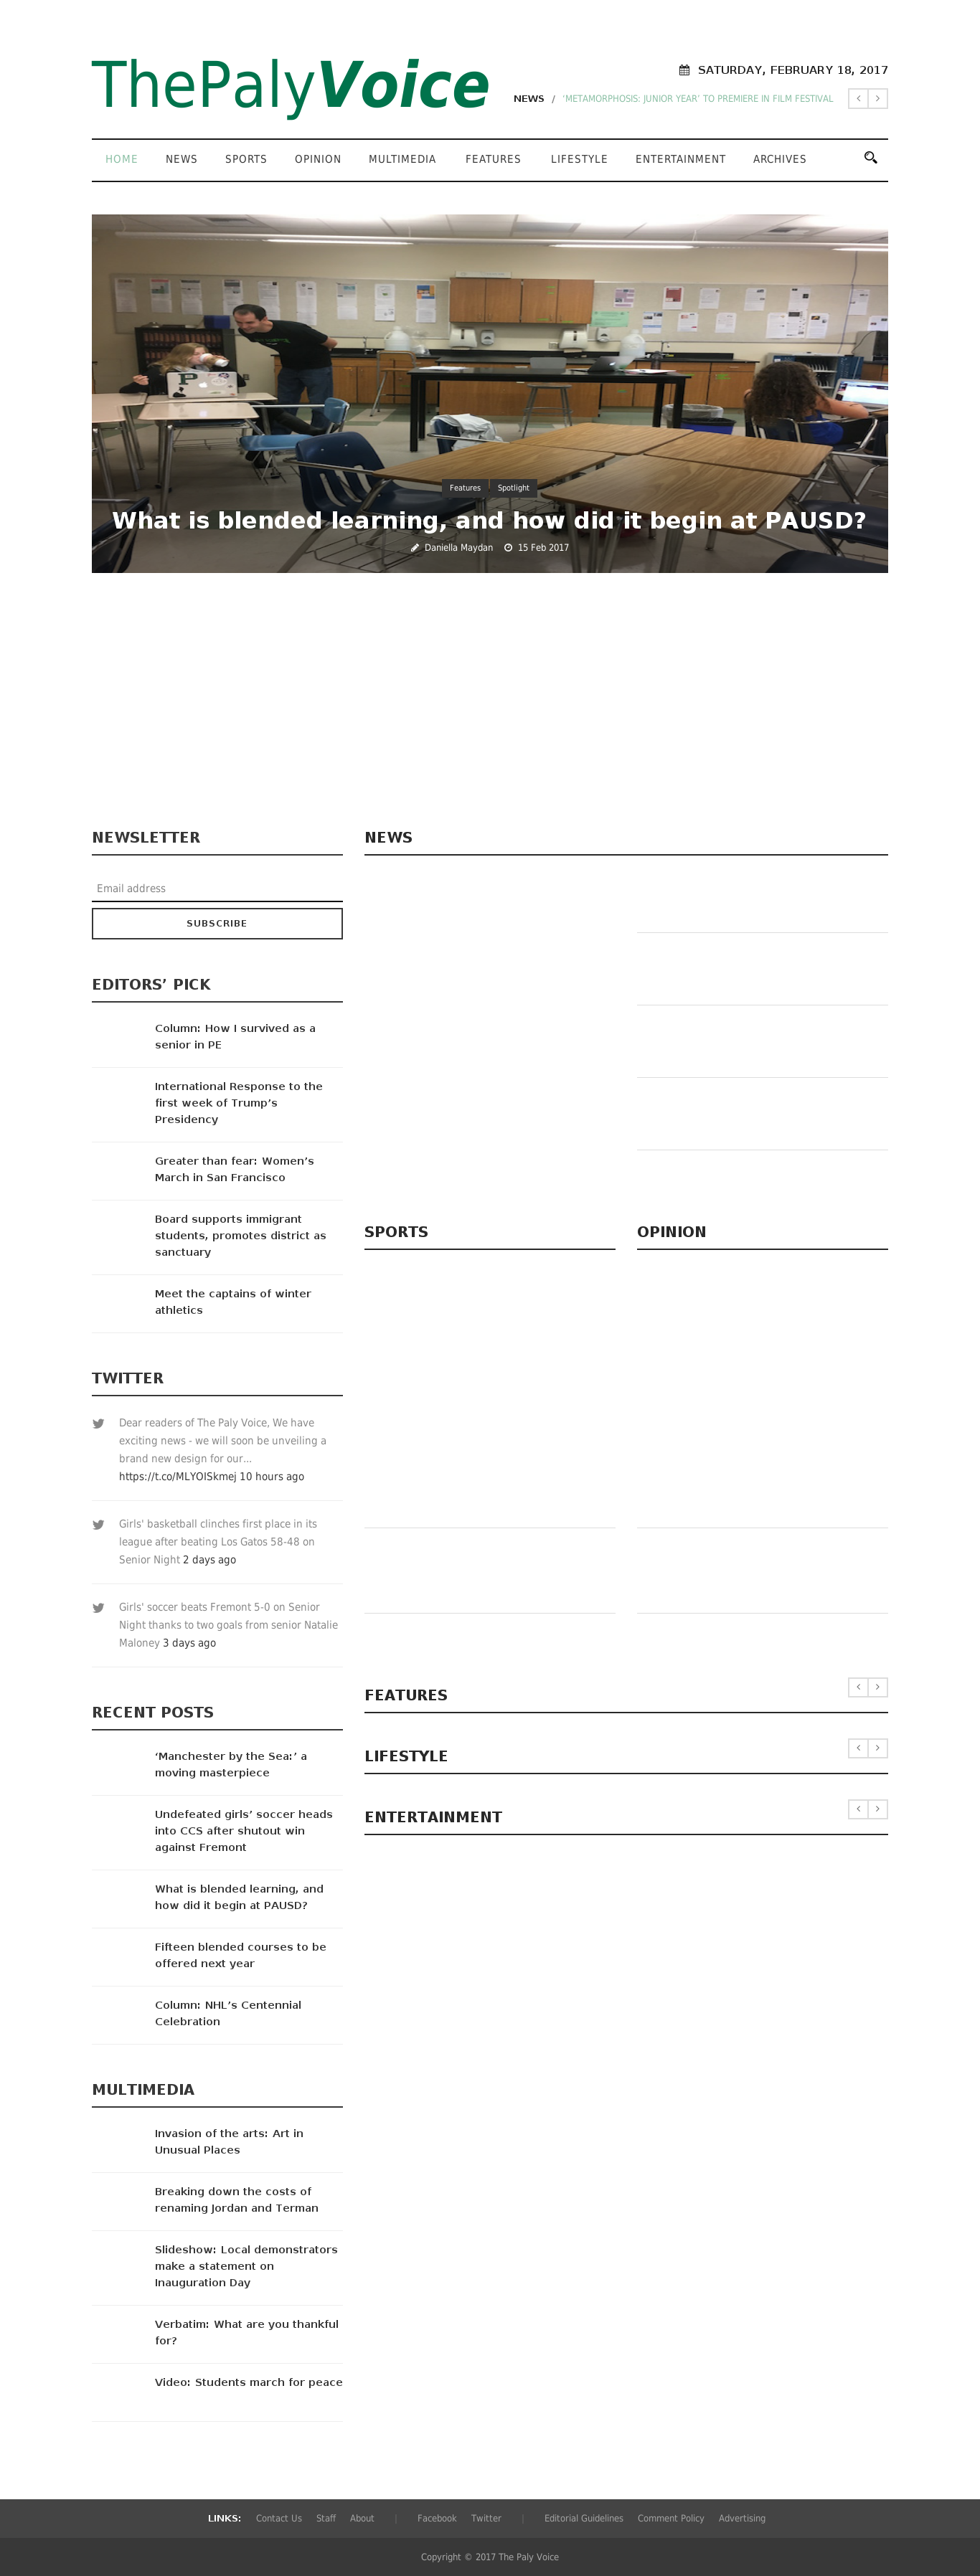 ThePalyVoice
SATURDAY, FEBRUARY 18, 2017
NEWS / ‘METAMORPHOSIS: JUNIOR YEAR’ TO PREMIERE IN FILM FESTIVAL
HOME NEWS SPORTS OPINION MULTIMEDIA FEATURES LIFESTYLE ENTERTAINMENT ARCHIVES
Features Spotlight
What is blended learning, and how did it begin at PAUSD?
Daniella Maydan 15 Feb 2017
NEWSLETTER
Email address
SUBSCRIBE
EDITORS’ PICK
Column: How I survived as a
senior in PE
International Response to the
first week of Trump’s
Presidency
Greater than fear: Women’s
March in San Francisco
Board supports immigrant
students, promotes district as
sanctuary
Meet the captains of winter
athletics
TWITTER
Dear readers of The Paly Voice, We have
exciting news - we will soon be unveiling a
brand new design for our...
https://t.co/MLYOISkmej 10 hours ago
Girls' basketball clinches first place in its
league after beating Los Gatos 58-48 on
Senior Night 2 days ago
Girls' soccer beats Fremont 5-0 on Senior
Night thanks to two goals from senior Natalie
Maloney 3 days ago
RECENT POSTS
‘Manchester by the Sea:’ a
moving masterpiece
Undefeated girls’ soccer heads
into CCS after shutout win
against Fremont
What is blended learning, and
how did it begin at PAUSD?
Fifteen blended courses to be
offered next year
Column: NHL’s Centennial
Celebration
MULTIMEDIA
Invasion of the arts: Art in
Unusual Places
Breaking down the costs of
renaming Jordan and Terman
Slideshow: Local demonstrators
make a statement on
Inauguration Day
Verbatim: What are you thankful
for?
Video: Students march for peace
NEWS
SPORTS
OPINION
FEATURES
LIFESTYLE
ENTERTAINMENT
LINKS: Contact Us Staff About | Facebook Twitter | Editorial Guidelines Comment Policy Advertising
Copyright © 2017 The Paly Voice